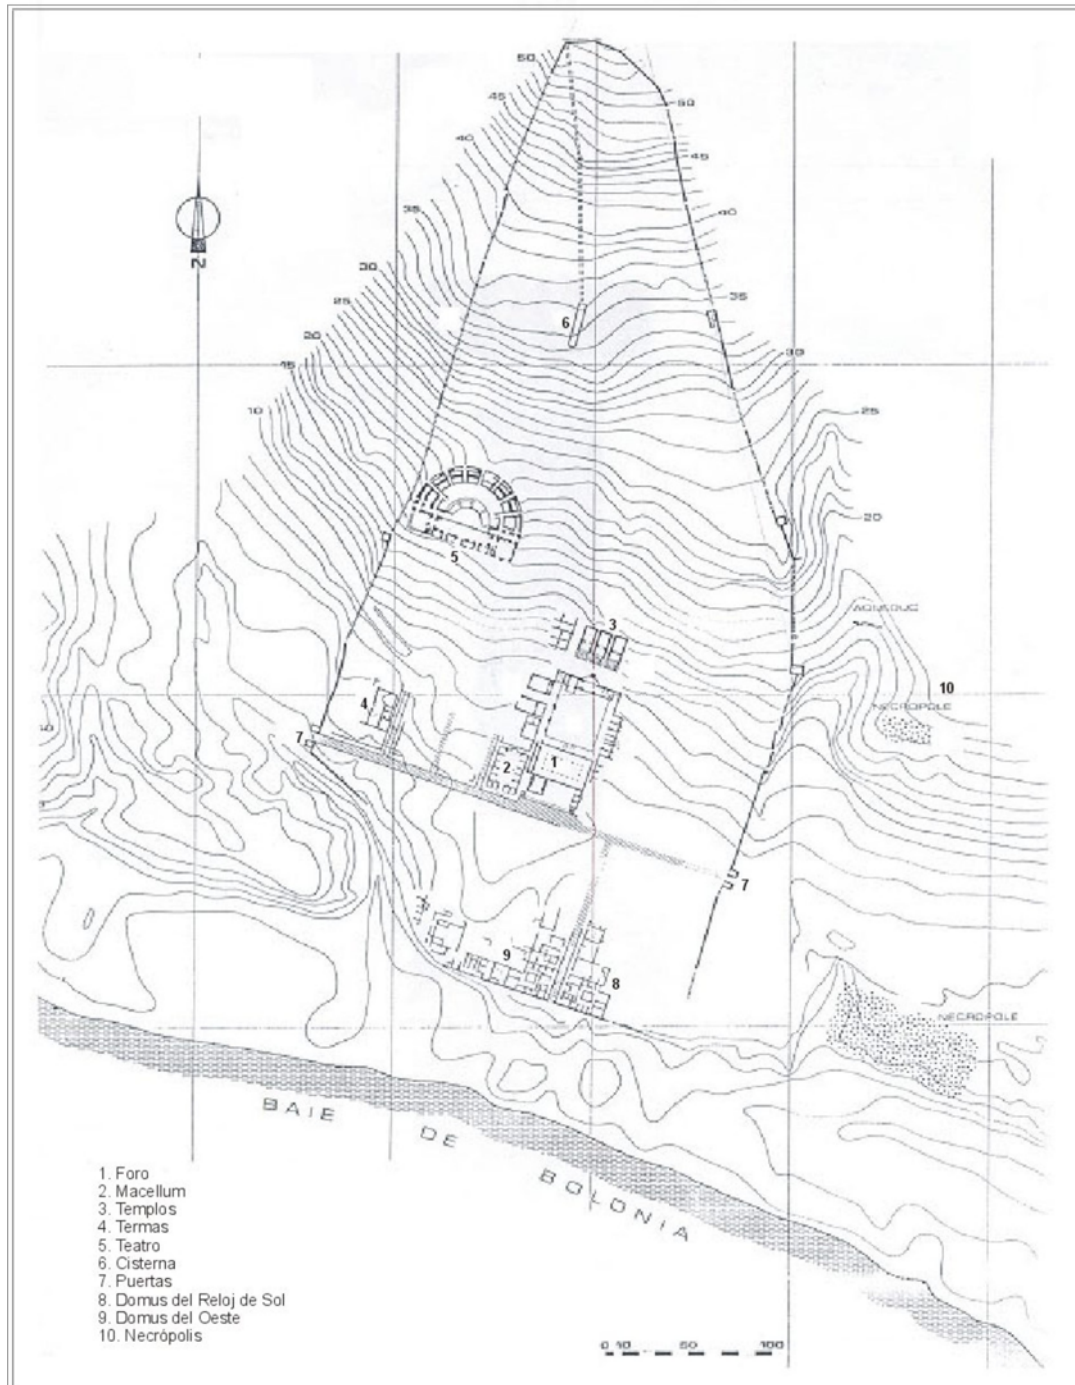 50
45
50
40
45
35
40
N
30
35
25
6
20
30
15
10
25
20
5
3
10
NECROPOLE
4
7
2
1
7
9
8
NECROPOLE
BAIE DE BOLONIA
1. Foro
2. Macellum
3. Templos
4. Termas
5. Teatro
6. Cisterna
7. Puertas
8. Domus del Reloj de Sol
9. Domus del Oeste
10. Necrópolis
0 10 50 100